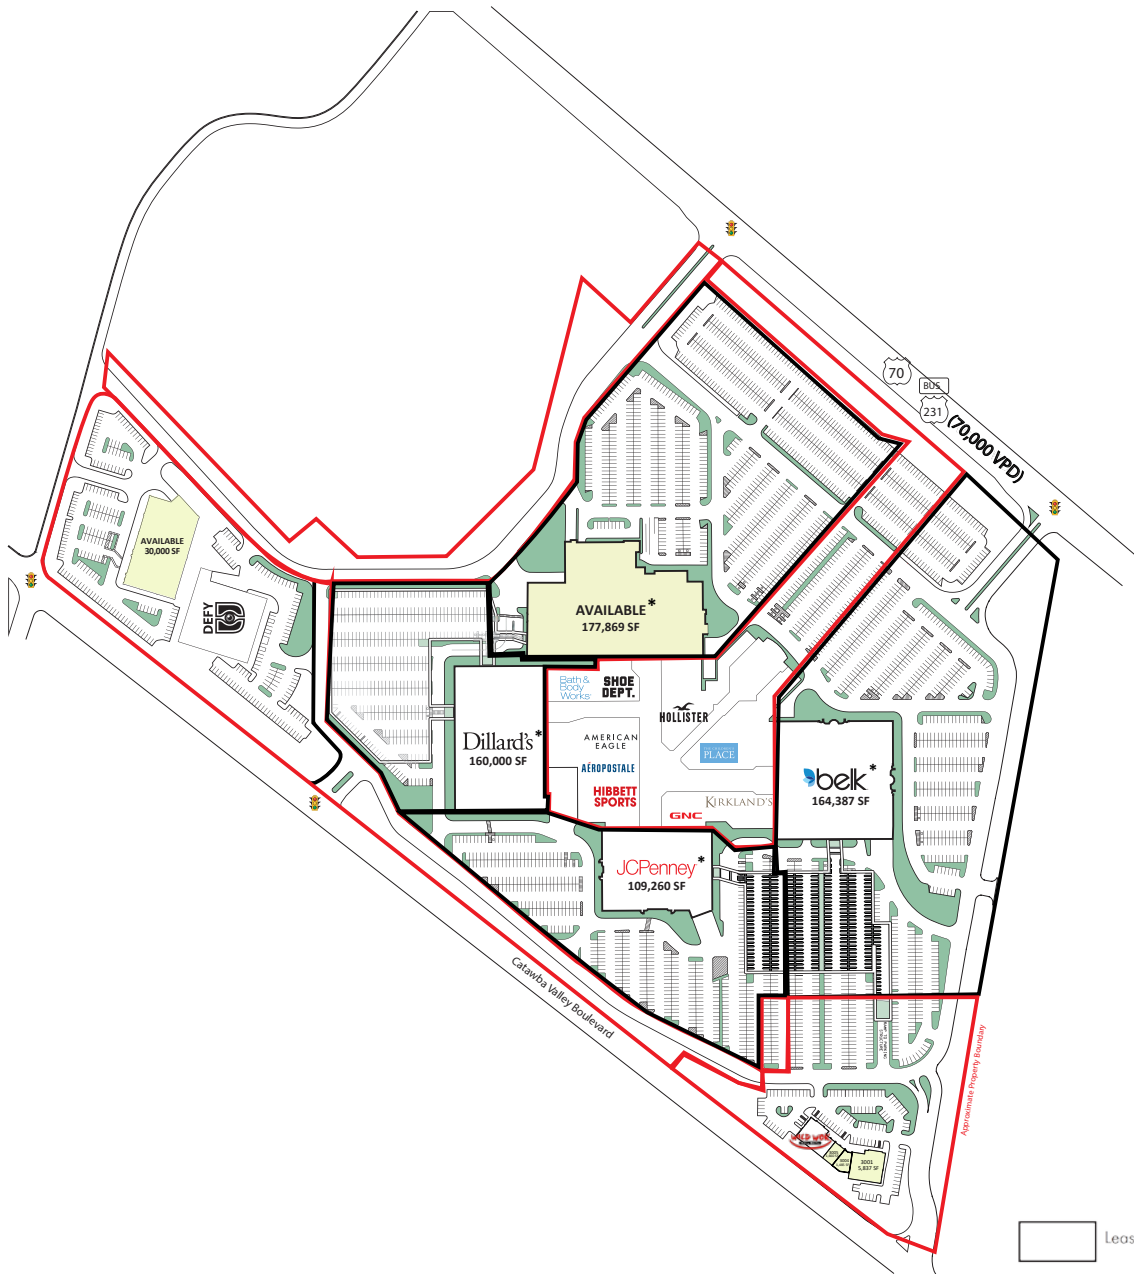 70
BUS
231
(70,000 VPD)
AVAILABLE
30,000 SF
DEFY
AVAILABLE*
177,869 SF
Bath &
Body
Works
SHOE
DEPT.
HOLLISTER
AMERICAN
EAGLE
PLACE
AÉROPOSTALE
HIBBETT
SPORTS
KIRKLAND'S
GNC
Dillard's*
160,000 SF
belk*
164,387 SF
JCPenney*
109,260 SF
Catawba Valley Boulevard
Approximate Property Boundary
WILD WOK
3001
5,837 SF
Leas